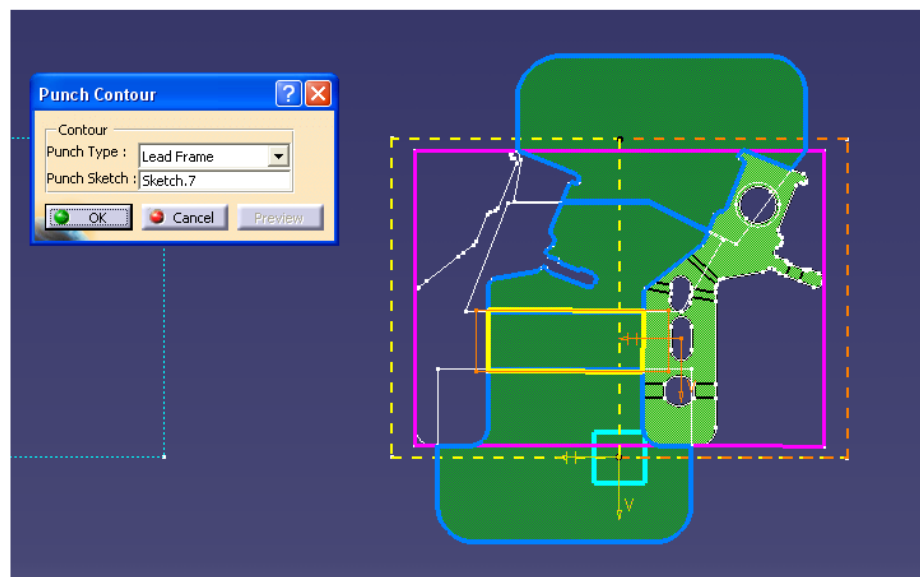 Punch Contour
Contour
Punch Type : Lead Frame
Punch Sketch : Sketch.7
OK Cancel Preview
H
V